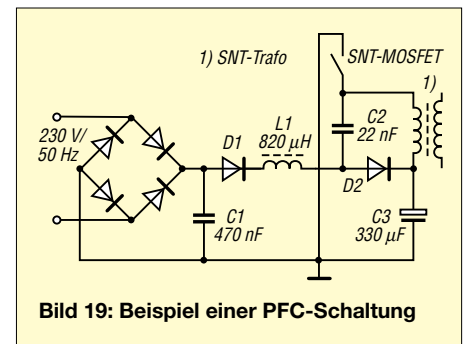 1) SNT-Trafo
SNT-MOSFET
1)
230 V/
50 Hz
D1
L1
820 µH
C2
22 nF
D2
C1
470 nF
C3
330 µF
Bild 19: Beispiel einer PFC-Schaltung